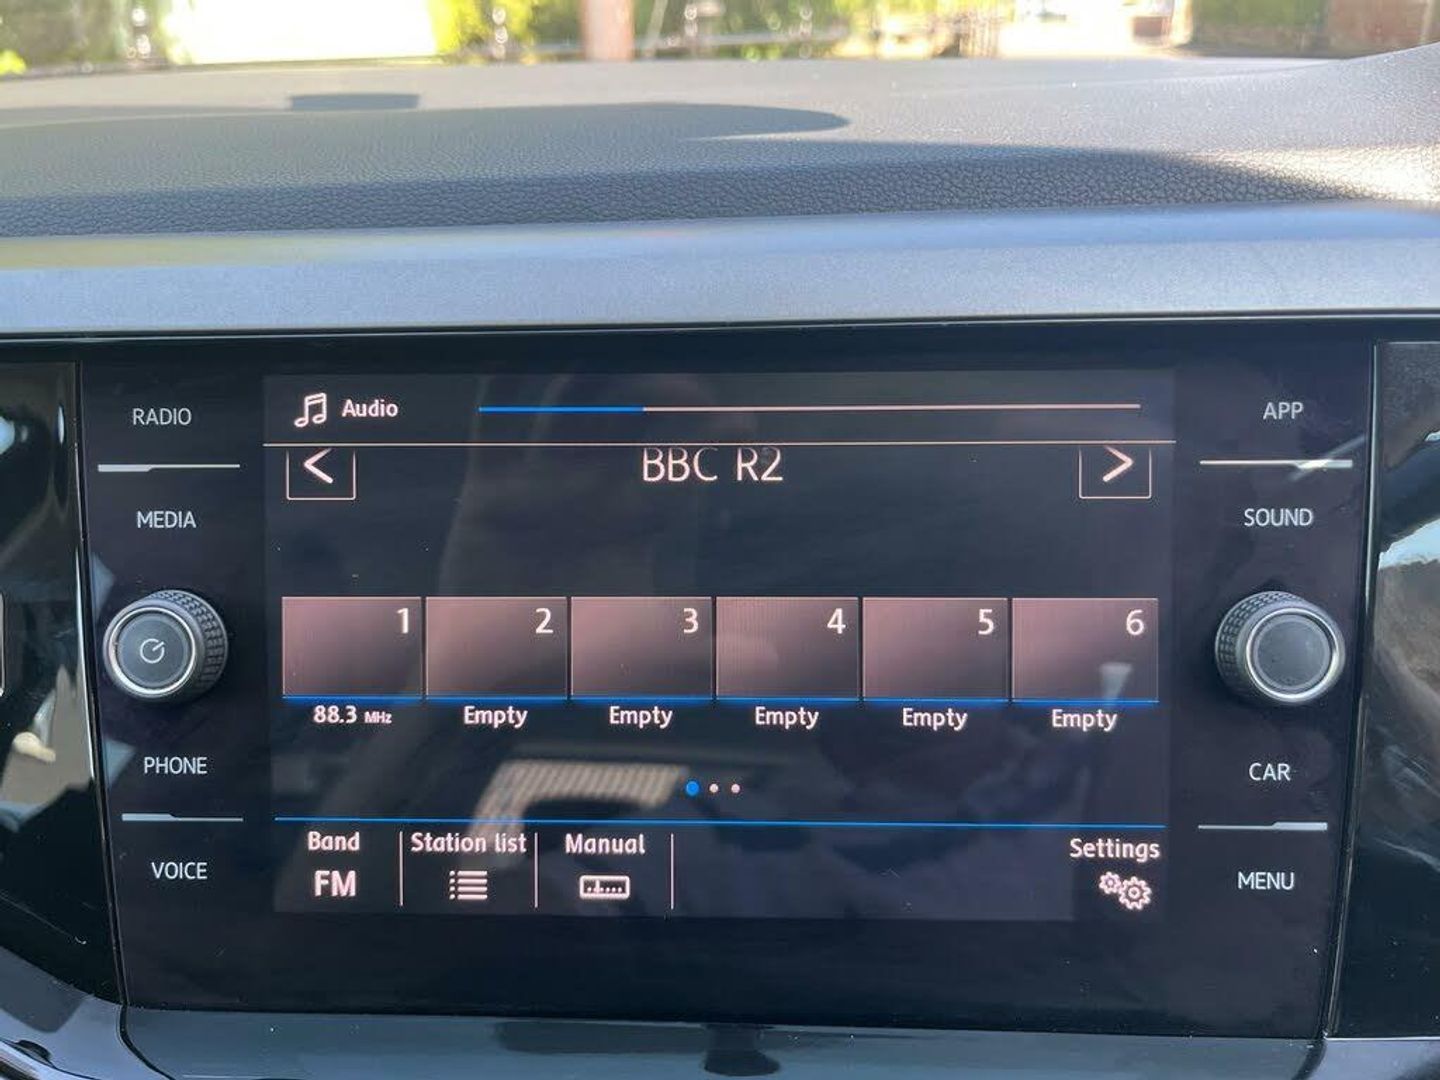 RADIO
MEDIA
PHONE
VOICE
Audio
BBC R2
1 2 3 4 5 6
88.3 MHz Empty Empty Empty Empty Empty
Band Station list Manual Settings
FM
APP
SOUND
CAR
MENU